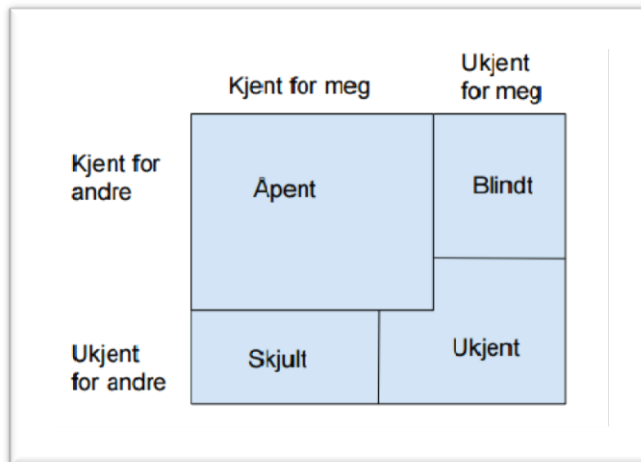 Kjent for meg
Ukjent
for meg
Kjent for
andre
Åpent
Blindt
Ukjent
for andre
Skjult
Ukjent